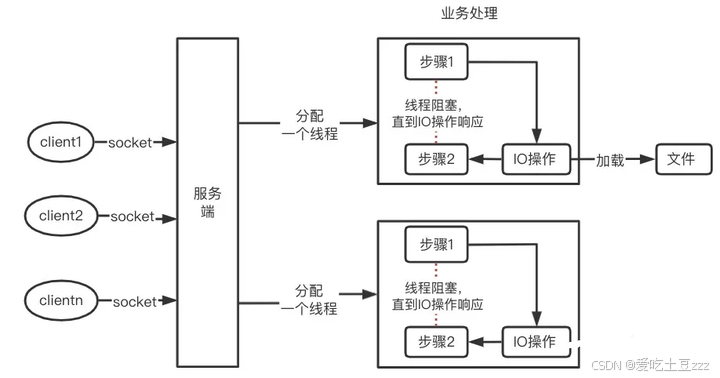 业务处理
步骤1
线程阻塞，
直到IO操作响应
步骤2
IO操作
加载
文件
分配
一个线程
client1
socket
client2
socket
clientn
socket
服务
端
分配
一个线程
步骤1
线程阻塞，
直到IO操作响应
步骤2
IO操作
CSDN @爱吃土豆zzz